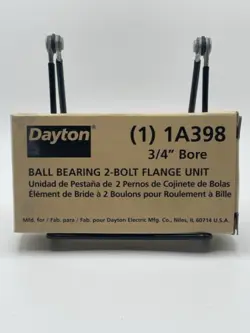 Dayton
(1) 1A398
3/4" Bore
BALL BEARING 2-BOLT FLANGE UNIT
Unidad de Pestaña de 2 Pernos de Cojinete de Bolas
Élément de Bride à 2 Boulons pour Roulement à Bille
Mfd. for / Fab. para / Fab. pour Dayton Electric Mfg. Co., Niles, IL 60714 U.S.A.